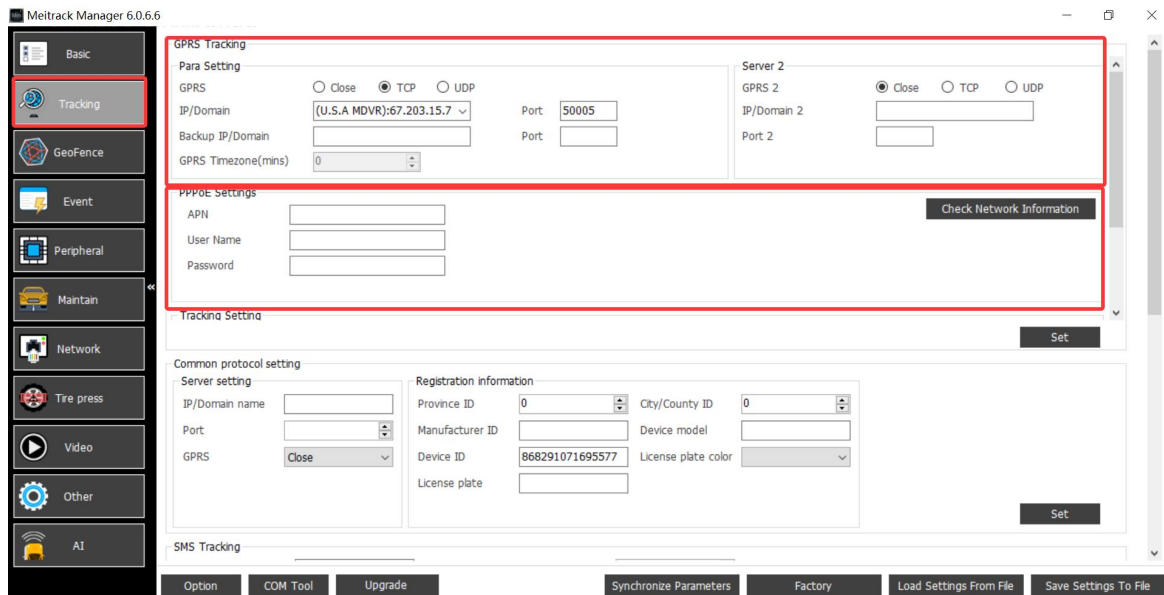 Meitrack Manager 6.0.6.6
Basic
Tracking
GeoFence
Event
Peripheral
Maintain
Network
Tire press
Video
Other
AI
«
GPRS Tracking
Para Setting
GPRS Close TCP UDP
IP/Domain (U.S.A MDVR):67.203.15.7 Port 50005
Backup IP/Domain Port
GPRS Timezone(mins) 0
Server 2
GPRS 2 Close TCP UDP
IP/Domain 2
Port 2
PPPoE Settings
APN
User Name
Password
Check Network Information
Tracking Setting
Set
Common protocol setting
Server setting
IP/Domain name
Port
GPRS Close
Registration information
Province ID 0 City/County ID 0
Manufacturer ID Device model
Device ID 868291071695577 License plate color
License plate
Set
SMS Tracking
Option COM Tool Upgrade Synchronize Parameters Factory Load Settings From File Save Settings To File